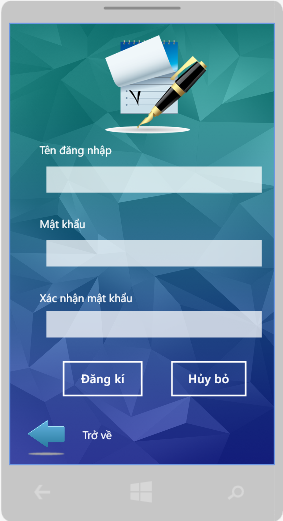 Tên đăng nhập
Mật khẩu
Xác nhận mật khẩu
Đăng kí
Hủy bỏ
Trở về